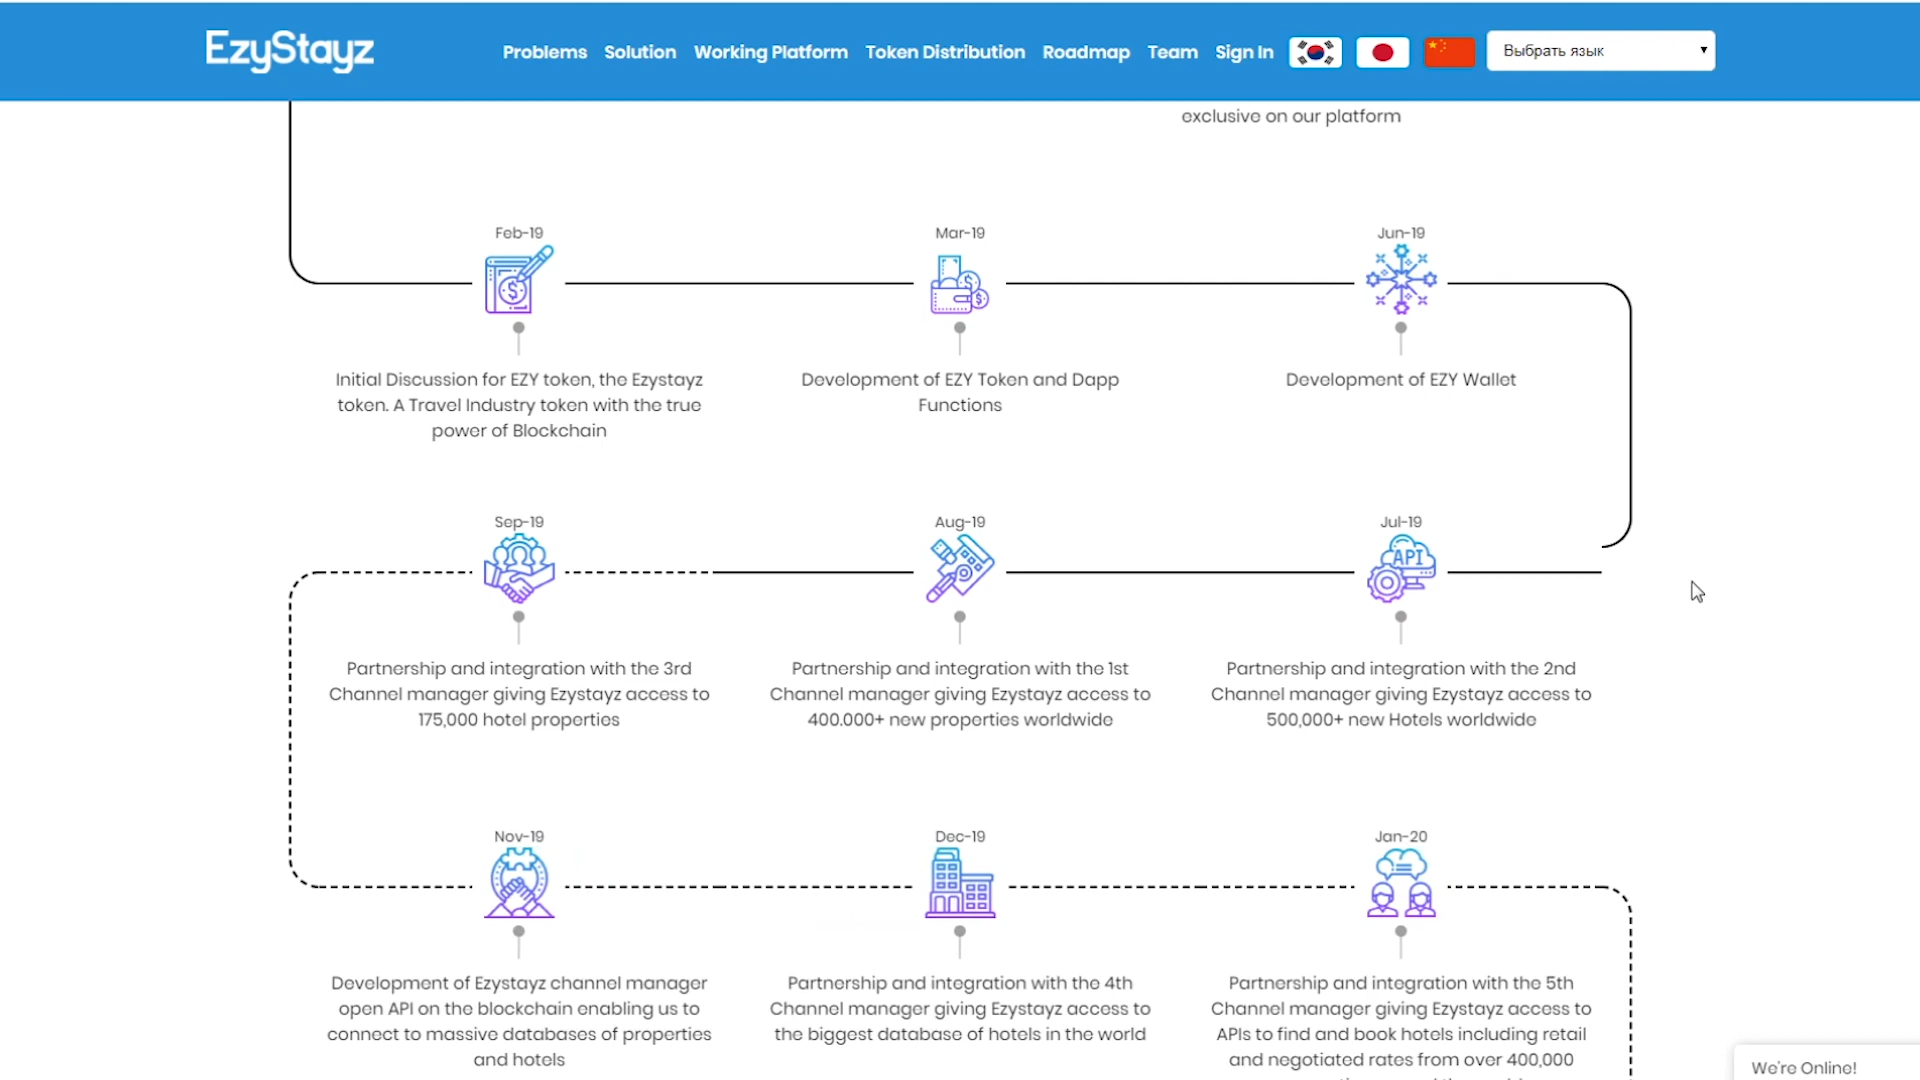 EzyStayz
Problems Solution Working Platform Token Distribution Roadmap Team Sign In Выбрать язык
exclusive on our platform
Feb-19
Mar-19
Jun-19
Initial Discussion for EZY token, the Ezystayz
token. A Travel Industry token with the true
power of Blockchain
Development of EZY Token and Dapp
Functions
Development of EZY Wallet
Sep-19
Aug-19
Jul-19
API
Partnership and integration with the 3rd
Channel manager giving Ezystayz access to
175,000 hotel properties
Partnership and integration with the 1st
Channel manager giving Ezystayz access to
400.000+ new properties worldwide
Partnership and integration with the 2nd
Channel manager giving Ezystayz access to
500,000+ new Hotels worldwide
Nov-19
Dec-19
Jan-20
Development of Ezystayz channel manager
open API on the blockchain enabling us to
connect to massive databases of properties
and hotels
Partnership and integration with the 4th
Channel manager giving Ezystayz access to
the biggest database of hotels in the world
Partnership and integration with the 5th
Channel manager giving Ezystayz access to
APIs to find and book hotels including retail
and negotiated rates from over 400,000
We're Online!